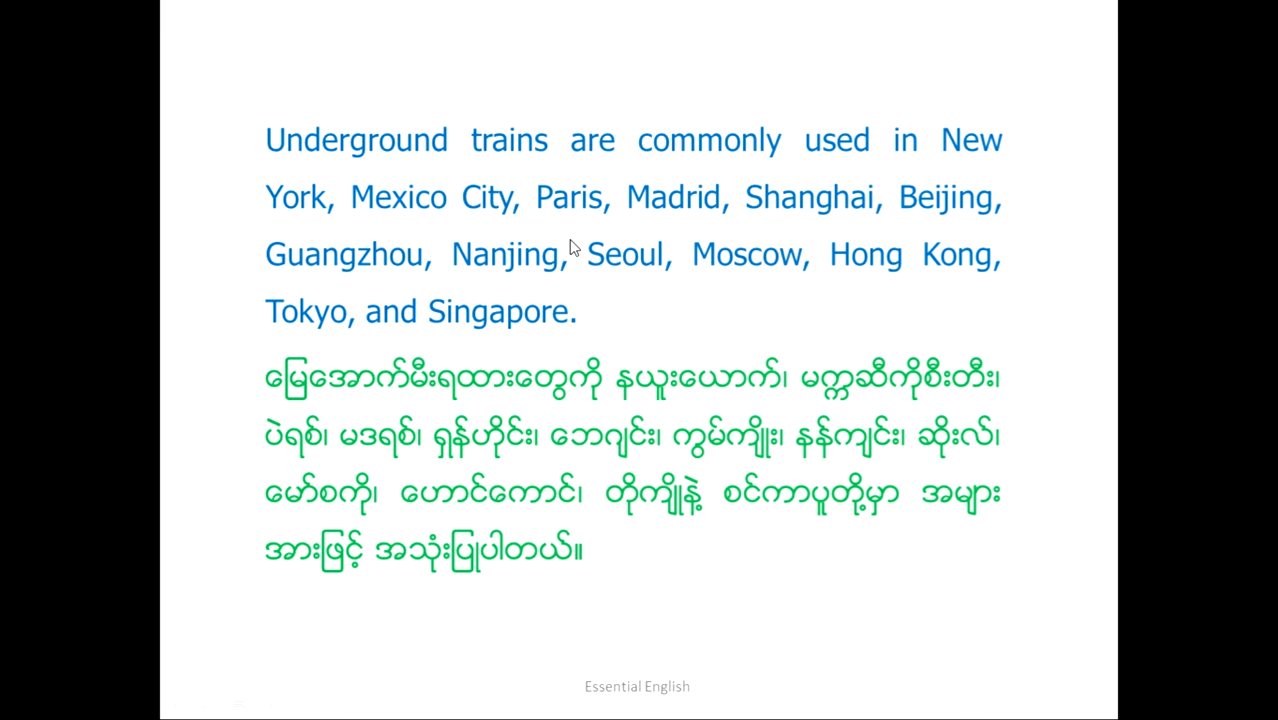 Underground trains are commonly used in New
York, Mexico City, Paris, Madrid, Shanghai, Beijing,
Guangzhou, Nanjing, Seoul, Moscow, Hong Kong,
Tokyo, and Singapore.
မြေအောက်မီးရထားတွေကို နယူးယောက်၊ မက္ကဆီကိုစီးတီး၊
ပဲရစ်၊ မဒရစ်၊ ရှန်ဟိုင်း၊ ဘေဂျင်း၊ ကွမ်ကျိုး၊ နန်ကျင်း၊ ဆိုးလ်၊
မော်စကို၊ ဟောင်ကောင်၊ တိုကျိုနဲ့ စင်ကာပူတို့မှာ အများ
အားဖြင့် အသုံးပြုပါတယ်။
Essential English